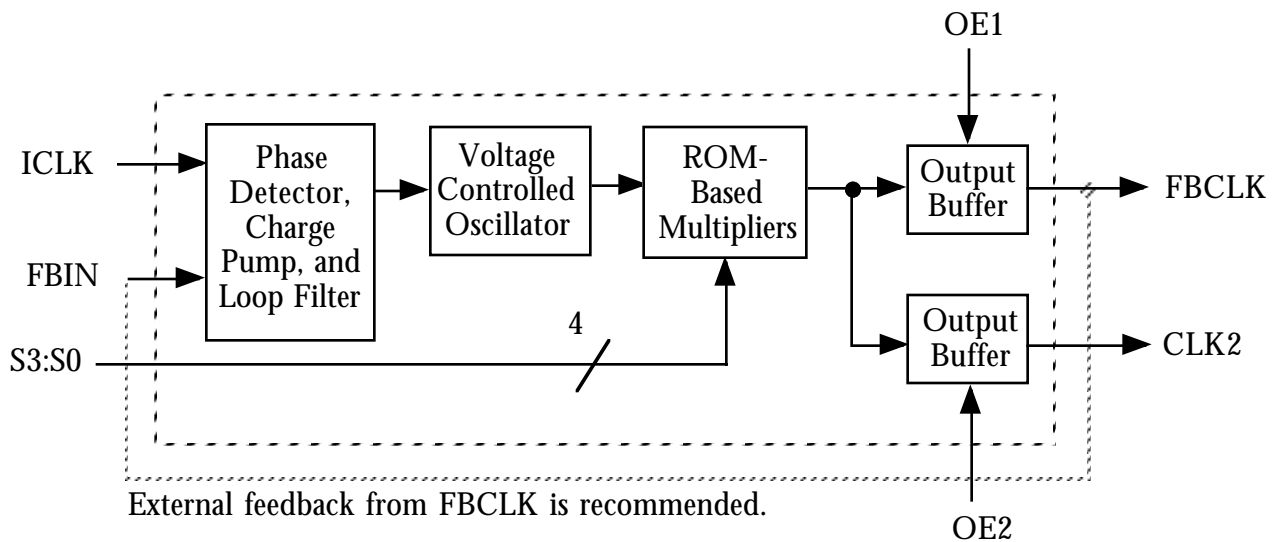 OE1
ICLK
FBIN
S3:S0
Phase
Detector,
Charge
Pump, and
Loop Filter
Voltage
Controlled
Oscillator
ROM-
Based
Multipliers
4
Output
Buffer
FBCLK
Output
Buffer
CLK2
External feedback from FBCLK is recommended.
OE2